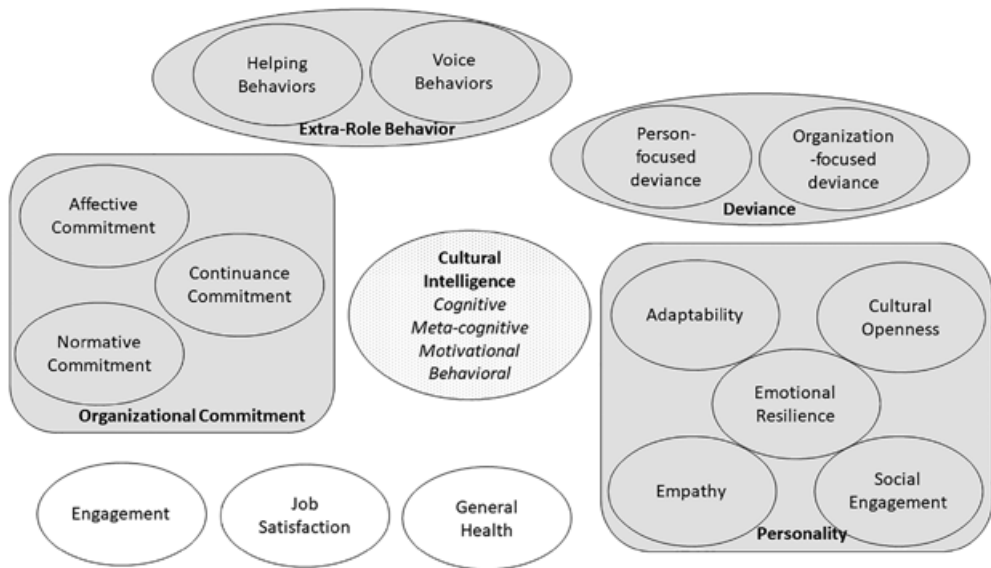 Helping
Behaviors
Voice
Behaviors
Extra-Role Behavior
Person-
focused
deviance
Organization
-focused
deviance
Deviance
Affective
Commitment
Continuance
Commitment
Normative
Commitment
Organizational Commitment
Cultural
Intelligence
Cognitive
Meta-cognitive
Motivational
Behavioral
Adaptability
Cultural
Openness
Emotional
Resilience
Empathy
Social
Engagement
Personality
Engagement
Job
Satisfaction
General
Health